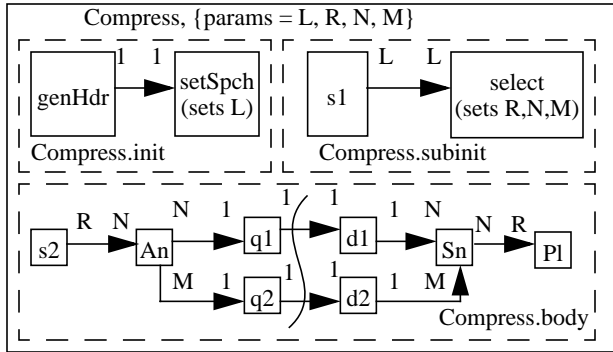 Compress, {params = L, R, N, M}
1 1
genHdr
setSpch
(sets L)
Compress.init
L L
s1
select
(sets R,N,M)
Compress.subinit
R N N 1 1 1 1 N N R
s2 An q1 d1 Sn Pl
M 1 1 1 1 M
q2 d2
Compress.body